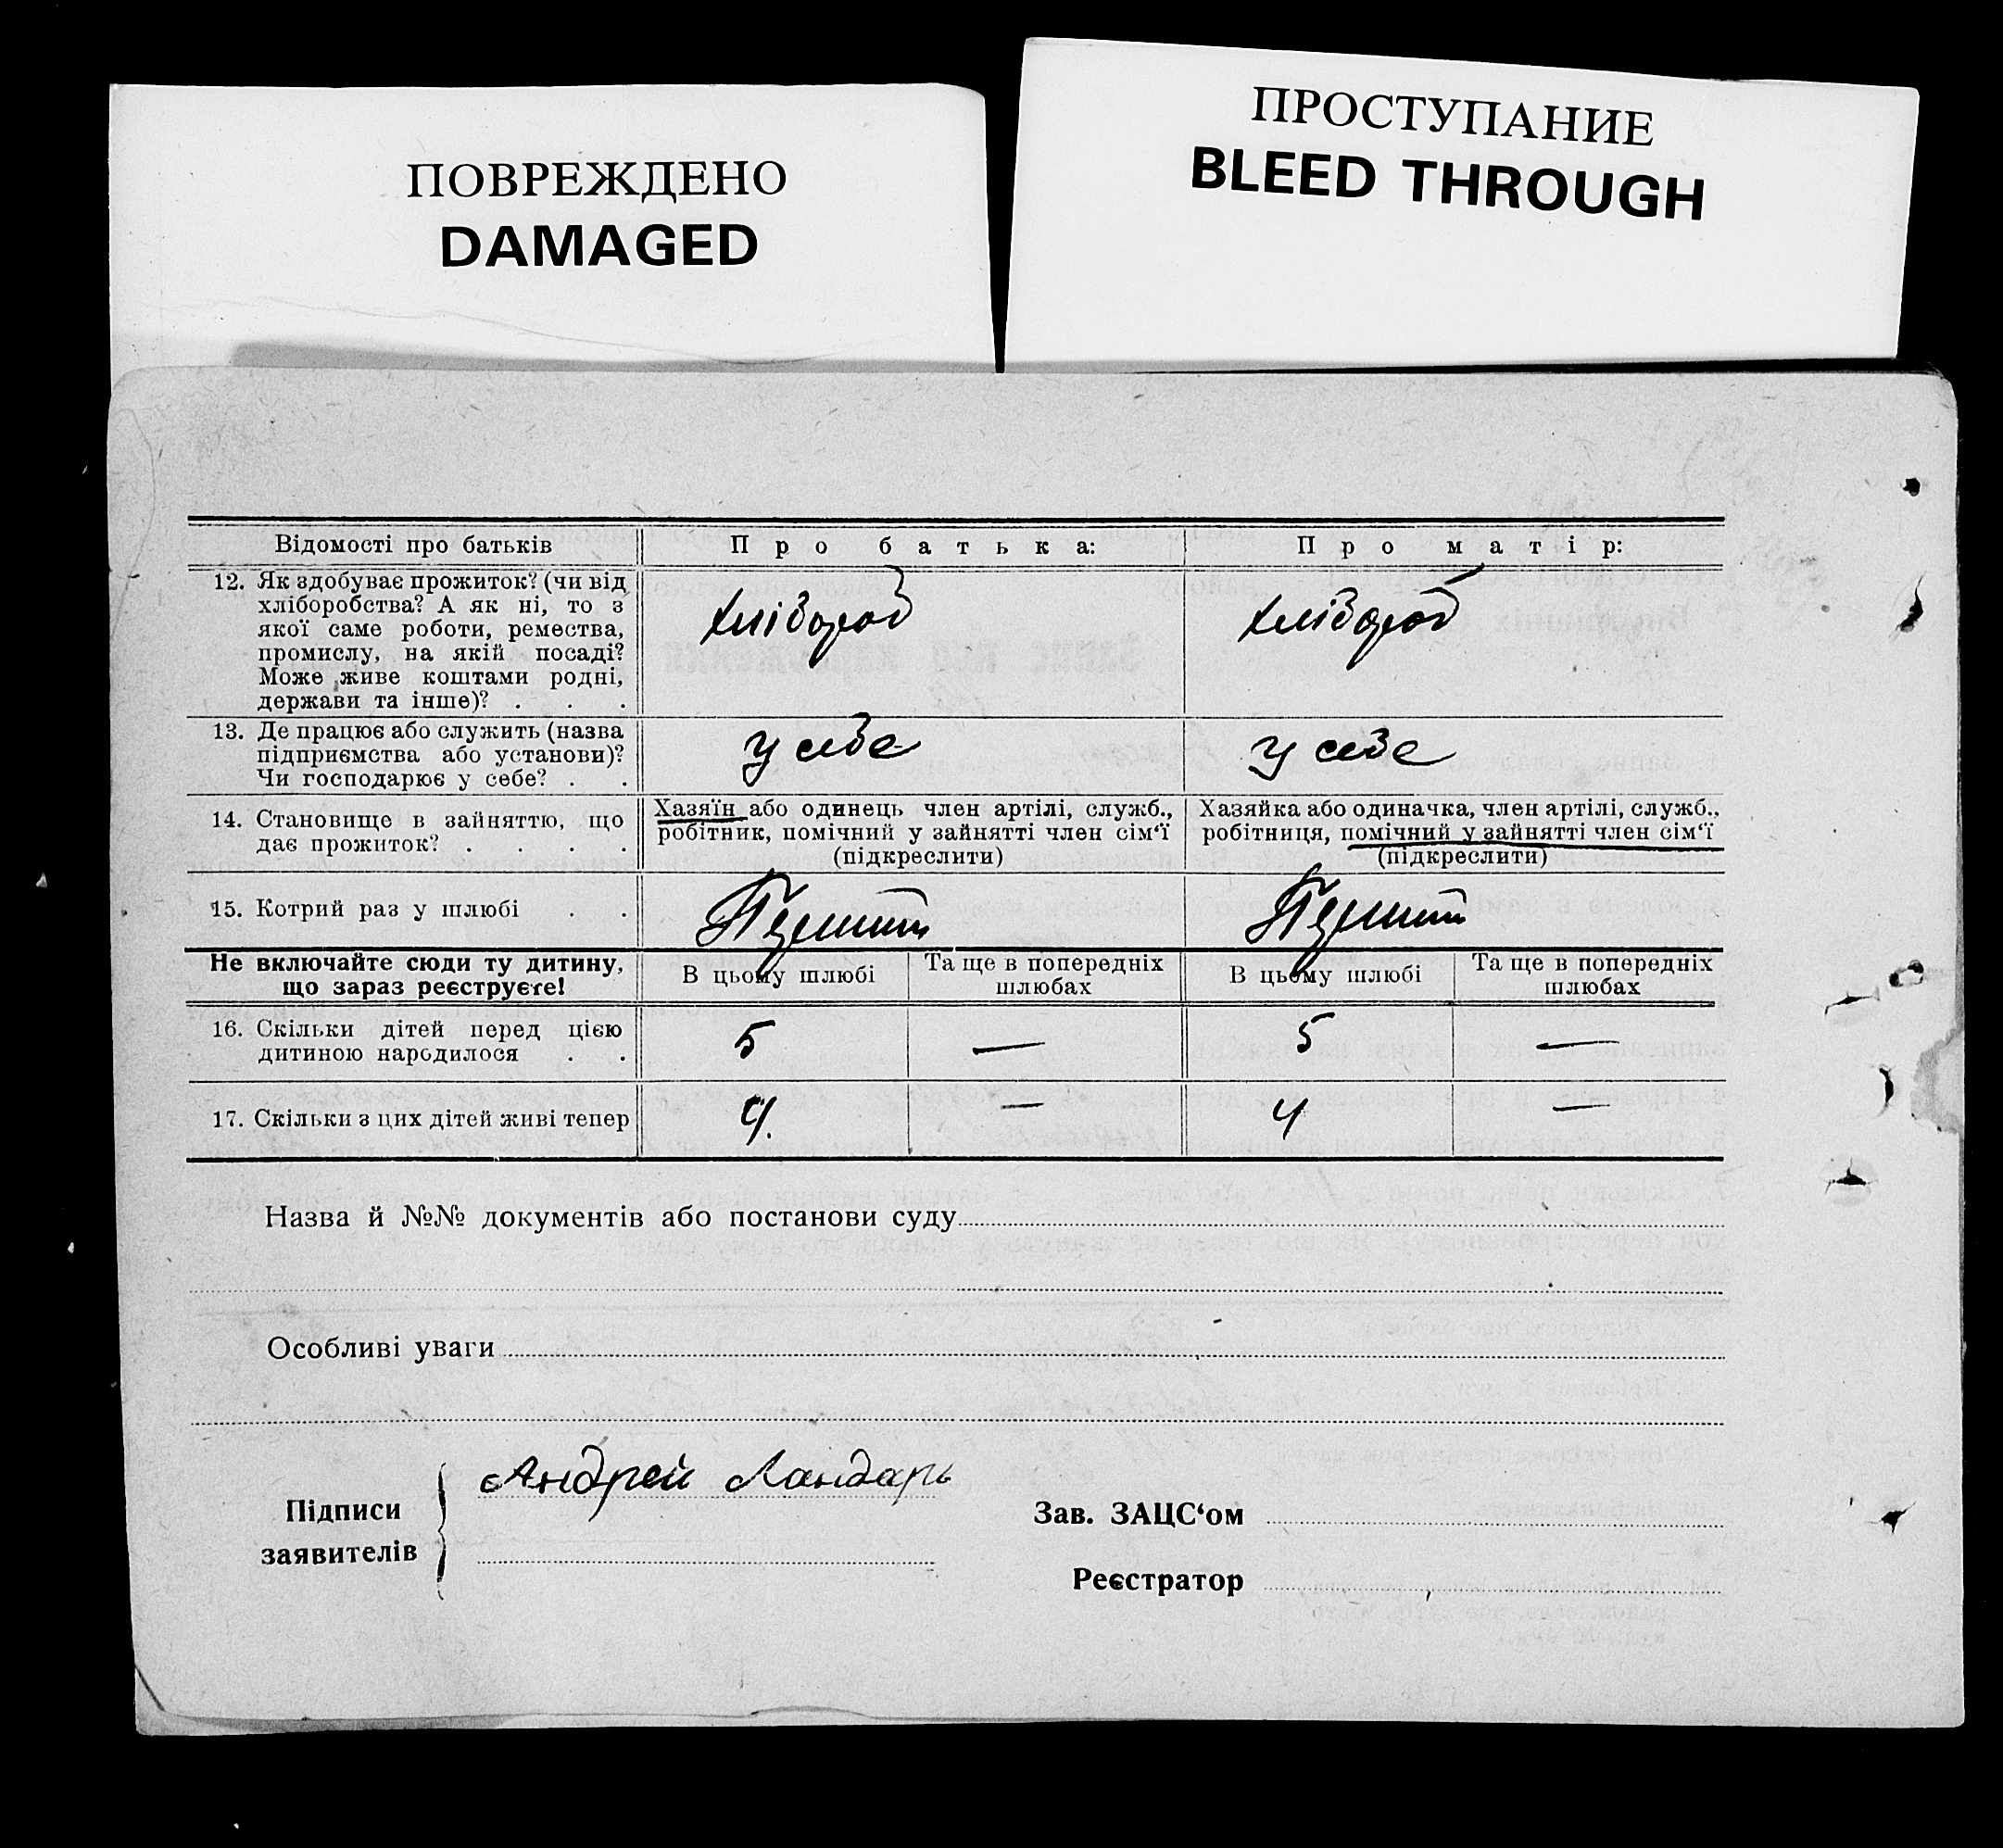 ПОВРЕЖДЕНО
DAMAGED
ПРОСТУПАНИЕ
BLEED THROUGH
Відомості про батьків
Про батька:
Про матір:
12. Як здобуває прожиток? (чи від
хліборобства? А як ні, то з
якої саме роботи, ремества,
промислу, на якій посаді?
Може живе коштами родні,
держави та інше)? . . .
хлібороб
хлібороб
13. Де працює або служить (назва
підприємства або установи)?
Чи господарює у себе? . .
у себе
у себе
14. Становище в зайняттю, що
дає прожиток? . . . .
Хазяїн або одинець член артілі, служб.,
робітник, помічний у зайнятті член сім‘ї
(підкреслити)
Хазяйка або одиначка, член артілі, служб.,
робітниця, помічний у зайнятті член сім‘ї
(підкреслити)
15. Котрий раз у шлюбі . .
Не включайте сюди ту дитину,
що зараз реєструєте!
В цьому шлюбі
Та ще в попередніх
шлюбах
В цьому шлюбі
Та ще в попередніх
шлюбах
16. Скільки дітей перед цією
дитиною народилося . .
5
—
5
—
17. Скільки з цих дітей живі тепер
4.
—
4
—
Назва й №№ документів або постанови суду
Особливі уваги
Підписи
заявителів
Андрей Ландарь
Зав. ЗАЦС‘ом
Реєстратор